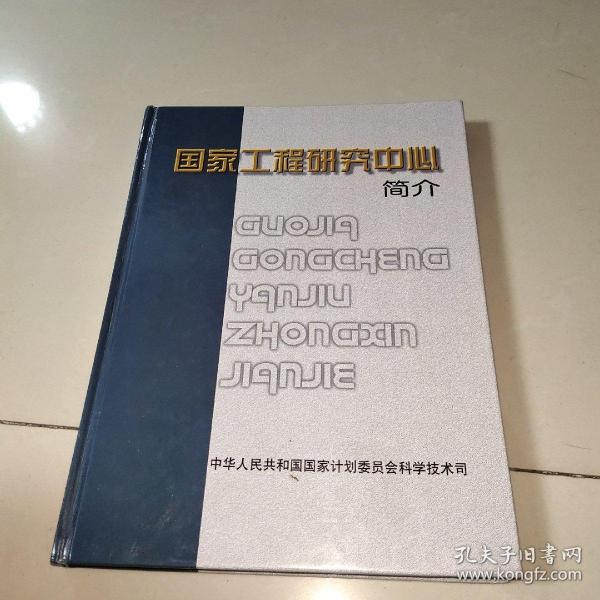 国家工程研究中心
简介
GUOJIA
GONGCHENG
YANJIU
ZHONGXIN
JIANJIE
中华人民共和国国家计划委员会科学技术司
孔夫子旧书网
www.kongfz.com